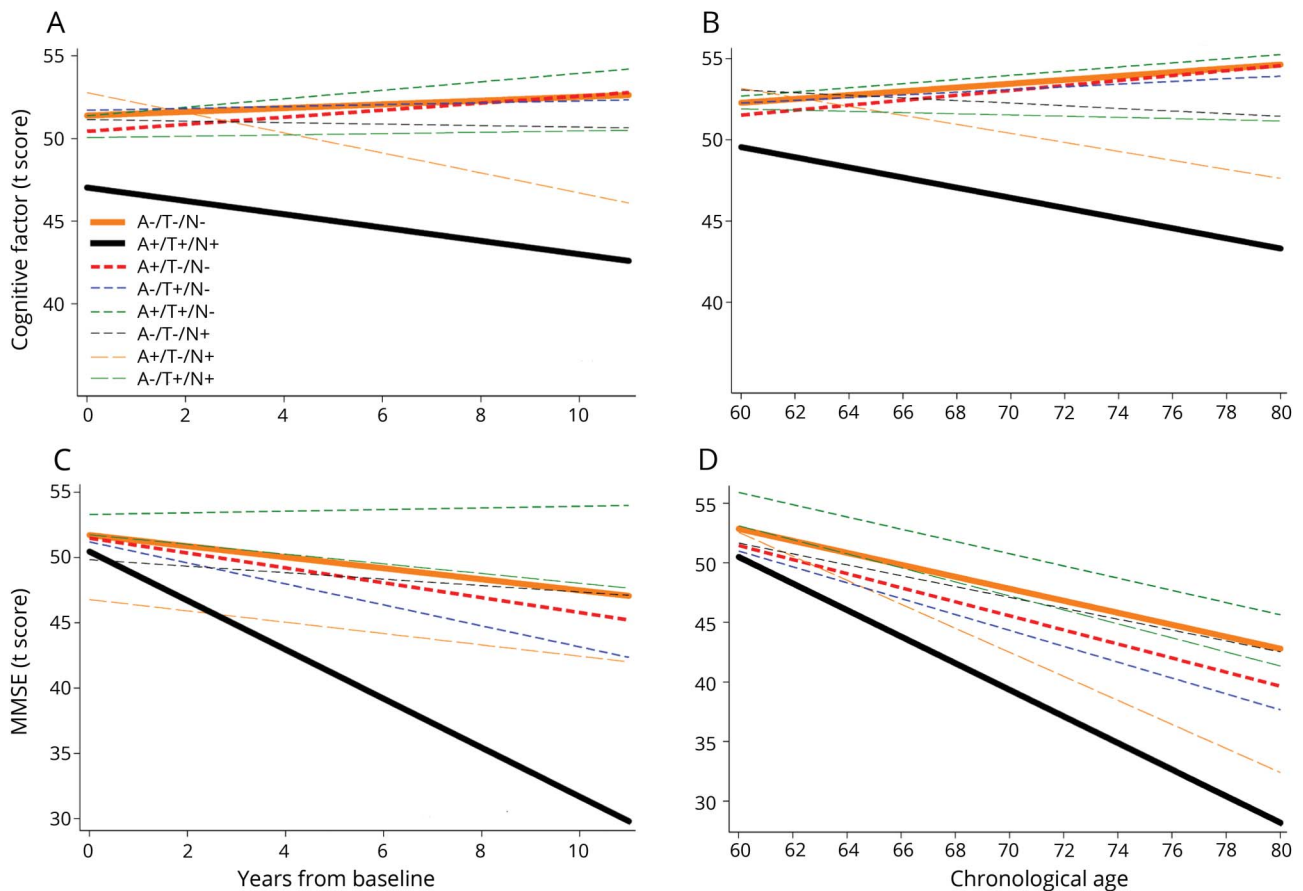 A
Cognitive factor (t score)
55
50
45
40
A-/T-/N-
A+/T+/N+
A+/T-/N-
A-/T+/N-
A+/T+/N-
A-/T-/N+
A+/T-/N+
A-/T+/N+
0 2 4 6 8 10
B
55
50
45
40
60 62 64 66 68 70 72 74 76 78 80
C
MMSE (t score)
55
50
45
40
35
30
0 2 4 6 8 10
Years from baseline
D
55
50
45
40
35
30
60 62 64 66 68 70 72 74 76 78 80
Chronological age